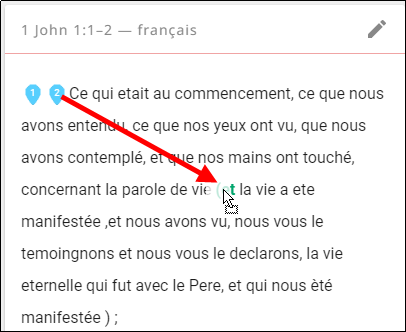 1 John 1:1–2 — français
1 2 Ce qui etait au commencement, ce que nous
avons entendu, ce que nos yeux ont vu, que nous
avons contemplé, et que nos mains ont touché,
concernant la parole de vie (et la vie a ete
manifestée ,et nous avons vu, nous vous le
temoingnons et nous vous le declarons, la vie
eternelle qui fut avec le Pere, et qui nous èté
manifestée ) ;